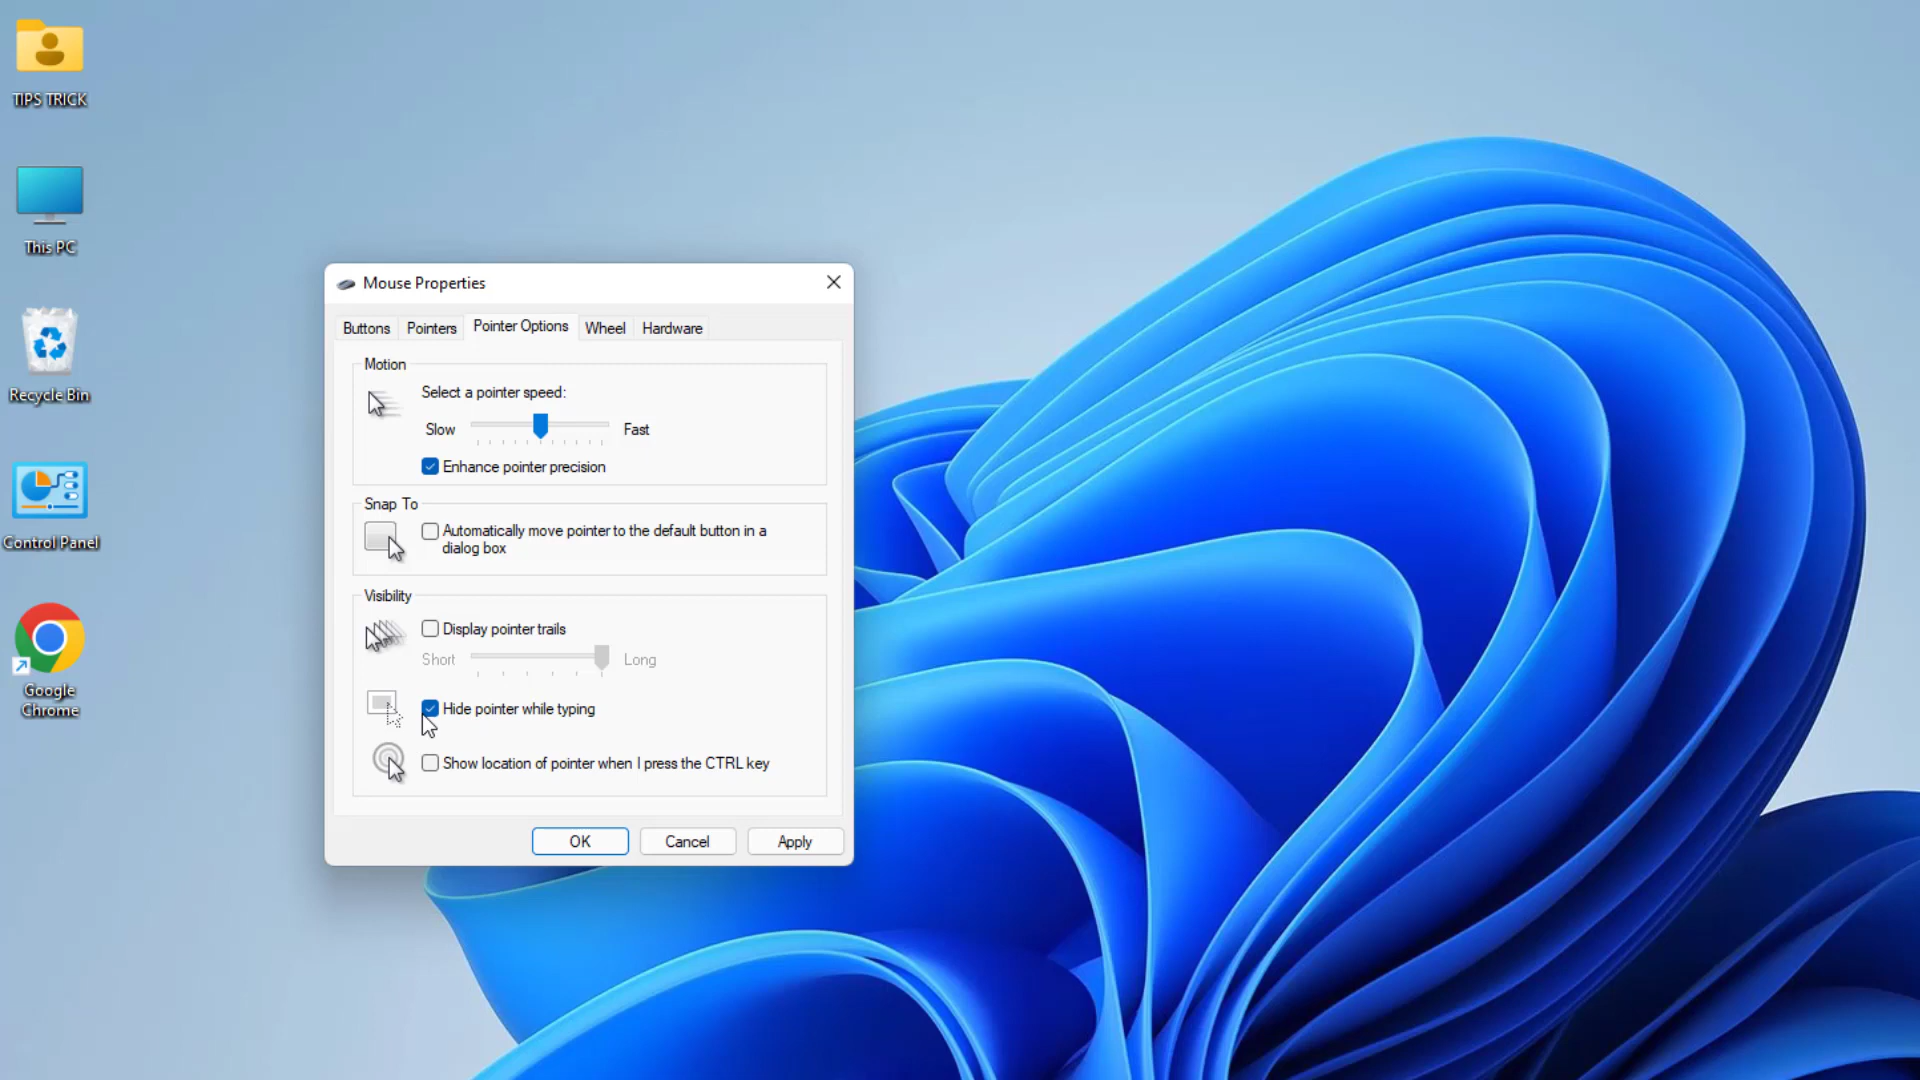 TIPS TRICK
This PC
Recycle Bin
Control Panel
Google
Chrome
Mouse Properties
Buttons Pointers Pointer Options Wheel Hardware
Motion
Select a pointer speed:
Slow Fast
Enhance pointer precision
Snap To
Automatically move pointer to the default button in a
dialog box
Visibility
Display pointer trails
Short Long
Hide pointer while typing
Show location of pointer when I press the CTRL key
OK Cancel Apply